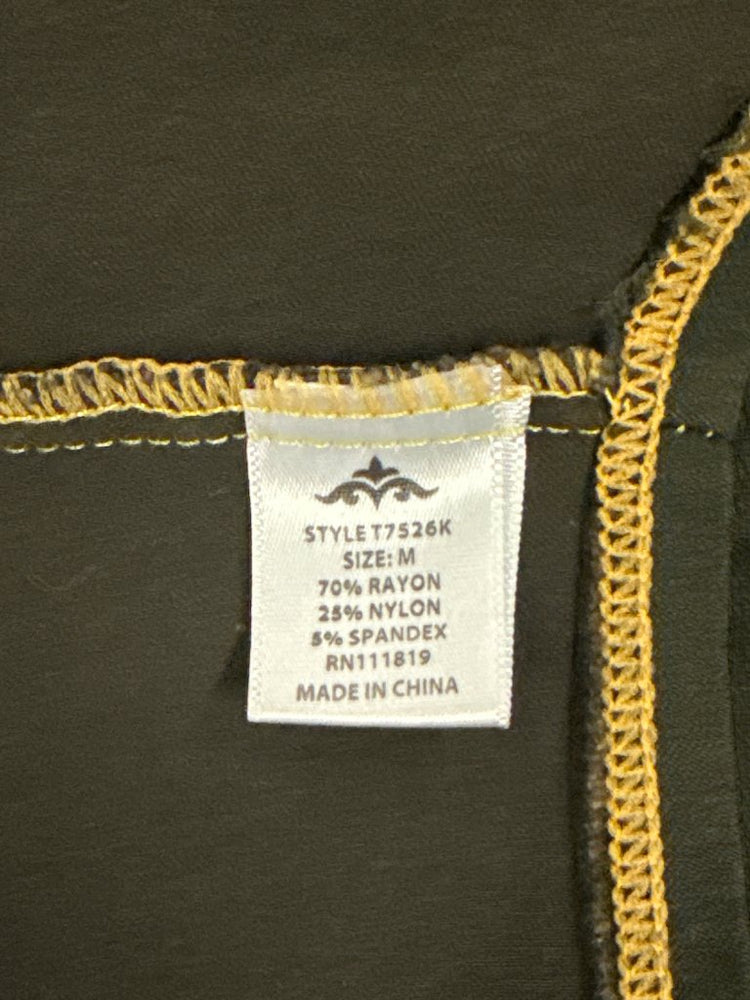 STYLE T7526K
SIZE: M
70% RAYON
25% NYLON
5% SPANDEX
RN111819
MADE IN CHINA